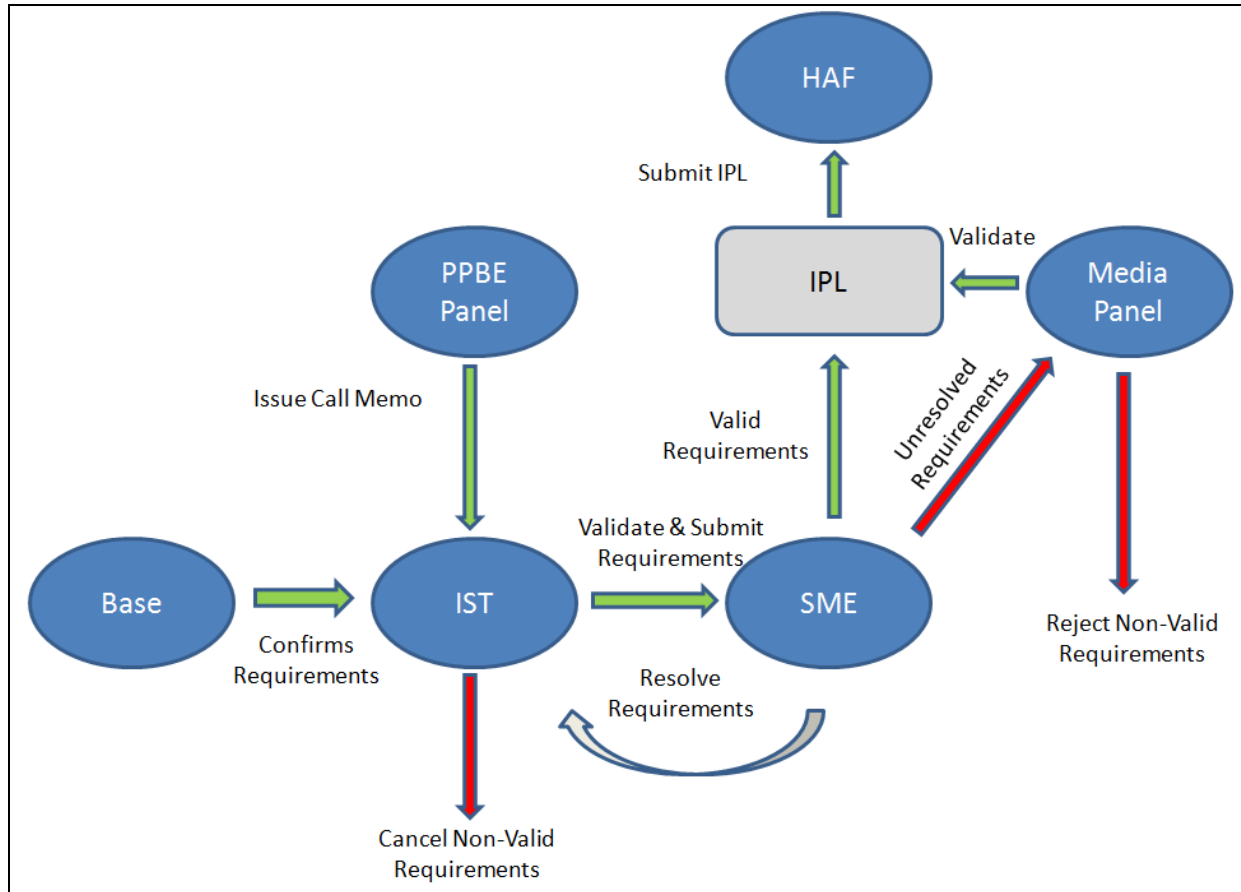 HAF
Submit IPL
Validate
PPBE
Panel
IPL
Media
Panel
Issue Call Memo
Valid
Requirements
Unresolved
Requirements
Validate & Submit
Requirements
Base
IST
SME
Confirms
Requirements
Reject Non-Valid
Requirements
Resolve
Requirements
Cancel Non-Valid
Requirements